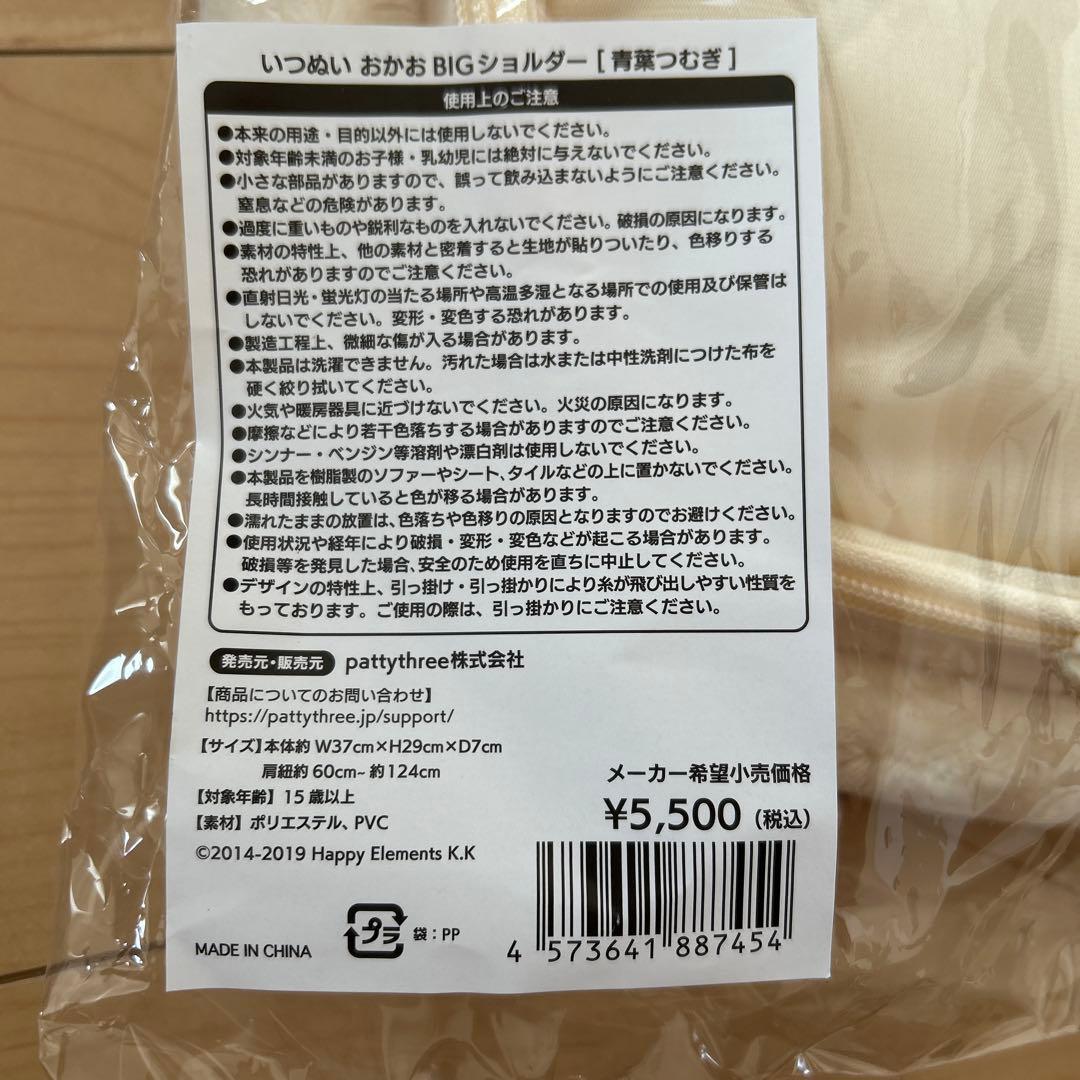 いつぬい おかお BIGショルダー [ 青葉つむぎ ]
使用上のご注意
●本来の用途・目的以外には使用しないでください。
●対象年齢未満のお子様・乳幼児には絶対に与えないでください。
●小さな部品がありますので、誤って飲み込まないようにご注意ください。
窒息などの危険があります。
●過度に重いものや鋭利なものを入れないでください。破損の原因になります。
●素材の特性上、他の素材と密着すると生地が貼りついたり、色移りする
恐れがありますのでご注意ください。
●直射日光・蛍光灯の当たる場所や高温多湿となる場所での使用及び保管は
しないでください。変形・変色する恐れがあります。
●製造工程上、微細な傷が入る場合があります。
●本製品は洗濯できません。汚れた場合は水または中性洗剤につけた布を
硬く絞り拭いてください。
●火気や暖房器具に近づけないでください。火災の原因になります。
●摩擦などにより若干色落ちする場合がありますのでご注意ください。
●シンナー・ベンジン等溶剤や漂白剤は使用しないでください。
●本製品を樹脂製のソファーやシート、タイルなどの上に置かないでください。
長時間接触していると色が移る場合があります。
●濡れたままの放置は、色落ちや色移りの原因となりますのでお避けください。
●使用状況や経年により破損・変形・変色などが起こる場合があります。
破損等を発見した場合、安全のため使用を直ちに中止してください。
●デザインの特性上、引っ掛け・引っ掛かりにより糸が飛び出しやすい性質を
もっております。ご使用の際は、引っ掛かりにご注意ください。
発売元・販売元 pattythree株式会社
【商品についてのお問い合わせ】
https://pattythree.jp/support/
【サイズ】本体約 W37cm×H29cm×D7cm
肩紐約 60cm~ 約124cm
【対象年齢】 15歳以上
【素材】 ポリエステル、PVC
©2014-2019 Happy Elements K.K
メーカー希望小売価格
¥5,500 (税込)
プラ 袋：PP
MADE IN CHINA
4 573641 887454